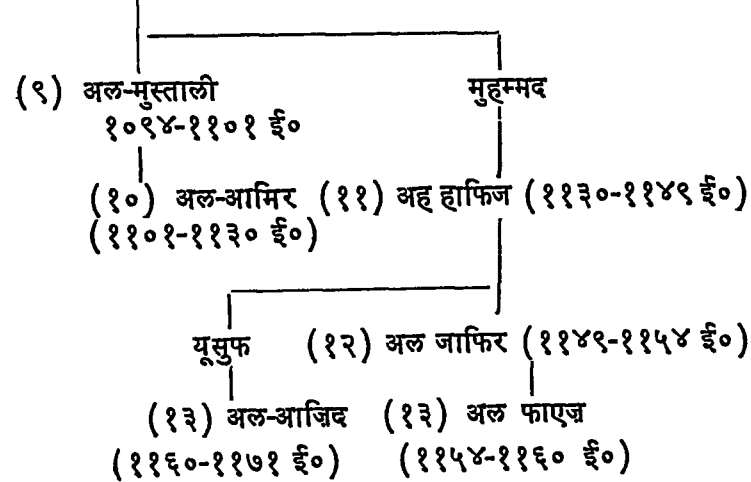 (९) अल-मुस्ताली मुहम्मद
१०९४-११०१ ई०
(१०) अल-आमिर (११) अह हाफिज (११३०-११४९ ई०)
(११०१-११३० ई०)
यूसुफ (१२) अल जाफिर (११४९-११५४ ई०)
(१३) अल-आज़िद (१३) अल फाएज़
(११६०-११७१ ई०) (११५४-११६० ई०)